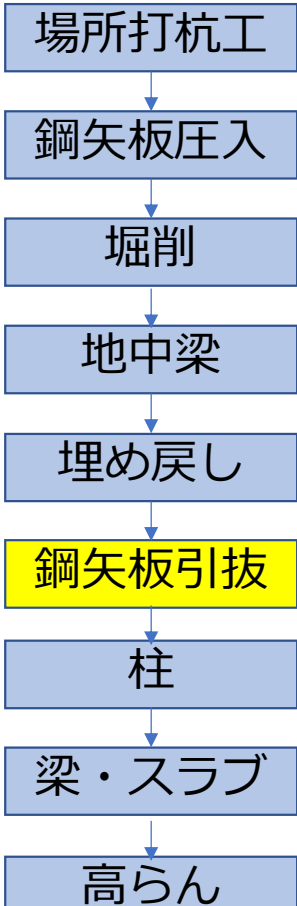 場所打杭工
鋼矢板圧入
堀削
地中梁
埋め戻し
鋼矢板引抜
柱
梁・スラブ
高らん